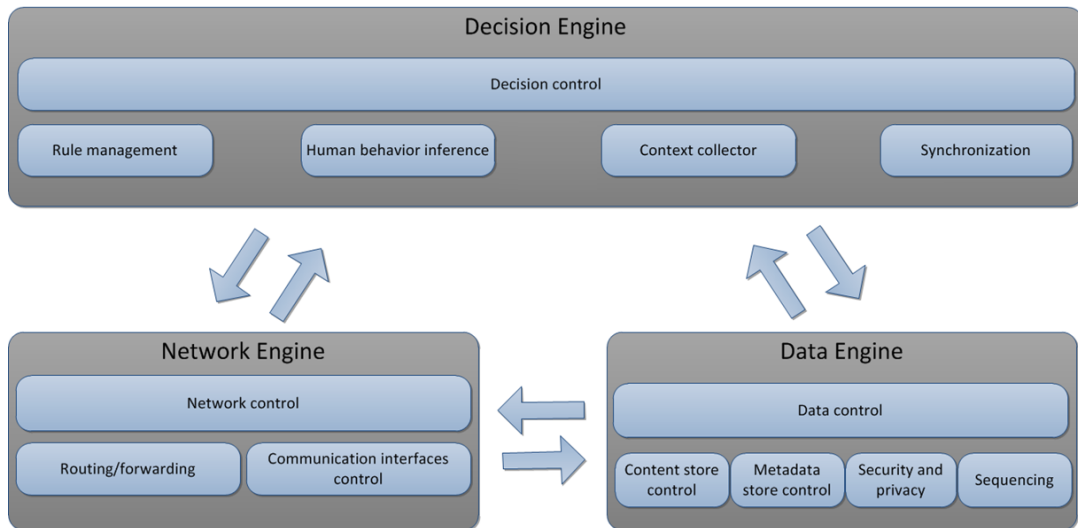 Decision Engine
Decision control
Rule management
Human behavior inference
Context collector
Synchronization
Network Engine
Network control
Routing/forwarding
Communication interfaces
control
Data Engine
Data control
Content store
control
Metadata
store control
Security and
privacy
Sequencing